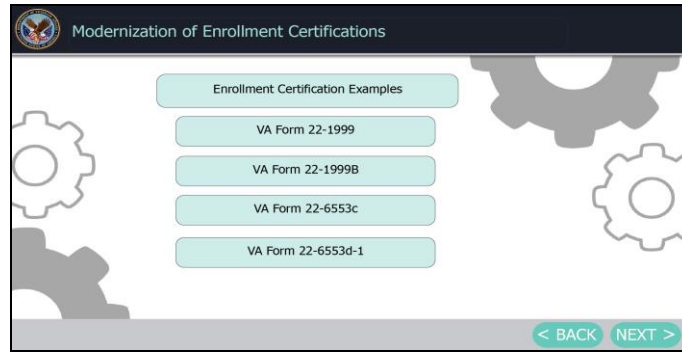 Modernization of Enrollment Certifications
Enrollment Certification Examples
VA Form 22-1999
VA Form 22-1999B
VA Form 22-6553c
VA Form 22-6553d-1
< BACK
NEXT >